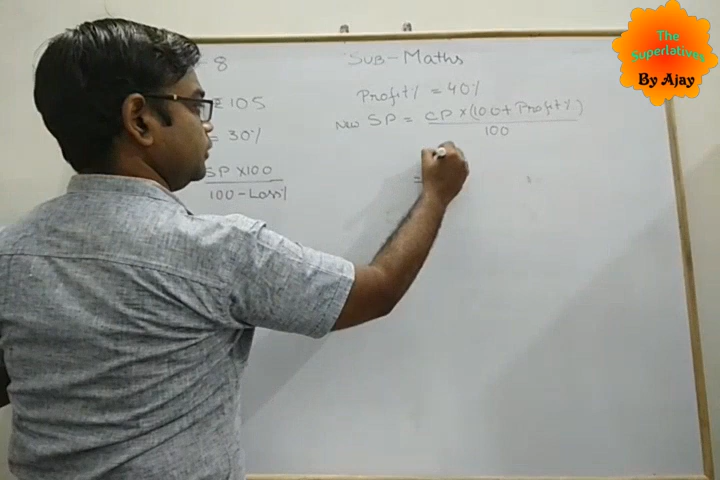 8
SUB-Maths
₹ 105
= 30%
SP × 100
100 - Loss%
Profit% = 40%
New SP = CP × (100 + Profit%)
100
=
The
Superlatives
By Ajay